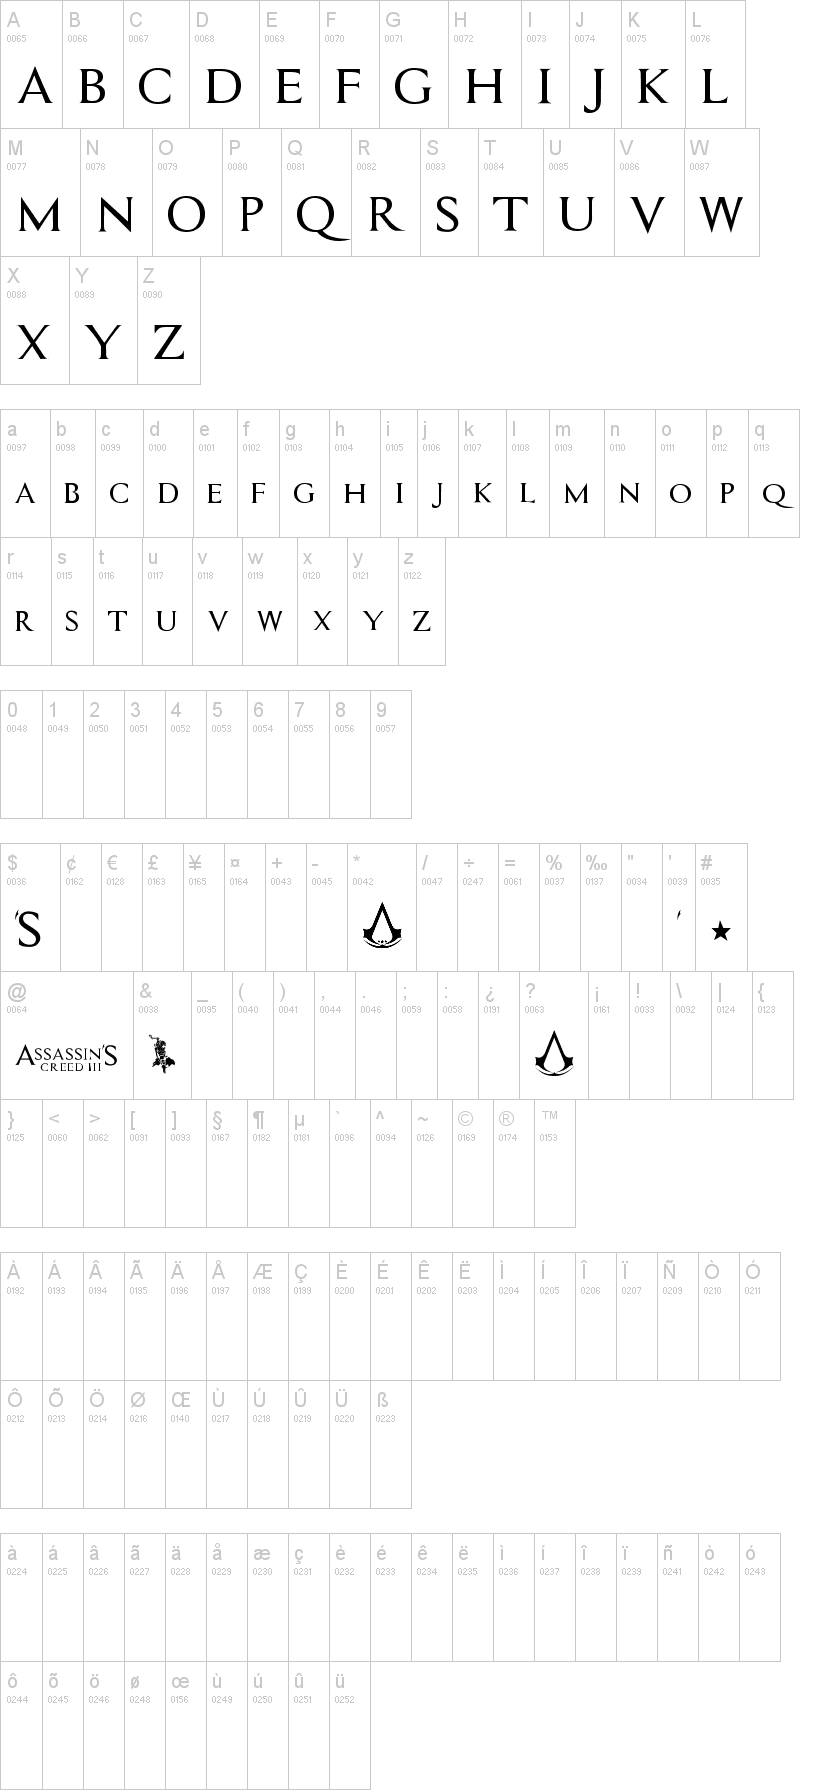 A B C D E F G H I J K L
0065 0066 0067 0068 0069 0070 0071 0072 0073 0074 0075 0076
A B C D E F G H I J K L
M N O P Q R S T U V W
0077 0078 0079 0080 0081 0082 0083 0084 0085 0086 0087
M N O P Q R S T U V W
X Y Z
0088 0089 0090
X Y Z
a b c d e f g h i j k l m n o p q
0097 0098 0099 0100 0101 0102 0103 0104 0105 0106 0107 0108 0109 0110 0111 0112 0113
A B C D E F G H I J K L M N O P Q
r s t u v w x y z
0114 0115 0116 0117 0118 0119 0120 0121 0122
R S T U V W X Y Z
0 1 2 3 4 5 6 7 8 9
0048 0049 0050 0051 0052 0053 0054 0055 0056 0057
$ ¢ € £ ¥ ¤ + - * / ÷ = % ‰ " ' #
0036 0162 0128 0163 0165 0164 0043 0045 0042 0047 0247 0061 0037 0137 0034 0039 0035
'S ' ★
@ & _ ( ) , . ; : ¿ ? ¡ ! \ | {
0064 0038 0095 0040 0041 0044 0046 0059 0058 0191 0063 0161 0033 0092 0124 0123
ASSASSIN'S
CREED III
} < > [ ] § ¶ µ ` ^ ~ © ® ™
0125 0060 0062 0091 0093 0167 0182 0181 0096 0094 0126 0169 0174 0153
À Á Â Ã Ä Å Æ Ç È É Ê Ë Ì Í Î Ï Ñ Ò Ó
0192 0193 0194 0195 0196 0197 0198 0199 0200 0201 0202 0203 0204 0205 0206 0207 0209 0210 0211
Ô Õ Ö Ø Œ Ù Ú Û Ü ß
0212 0213 0214 0216 0140 0217 0218 0219 0220 0223
à á â ã ä å æ ç è é ê ë ì í î ï ñ ò ó
0224 0225 0226 0227 0228 0229 0230 0231 0232 0233 0234 0235 0236 0237 0238 0239 0241 0242 0243
ô õ ö ø œ ù ú û ü
0244 0245 0246 0248 0156 0249 0250 0251 0252